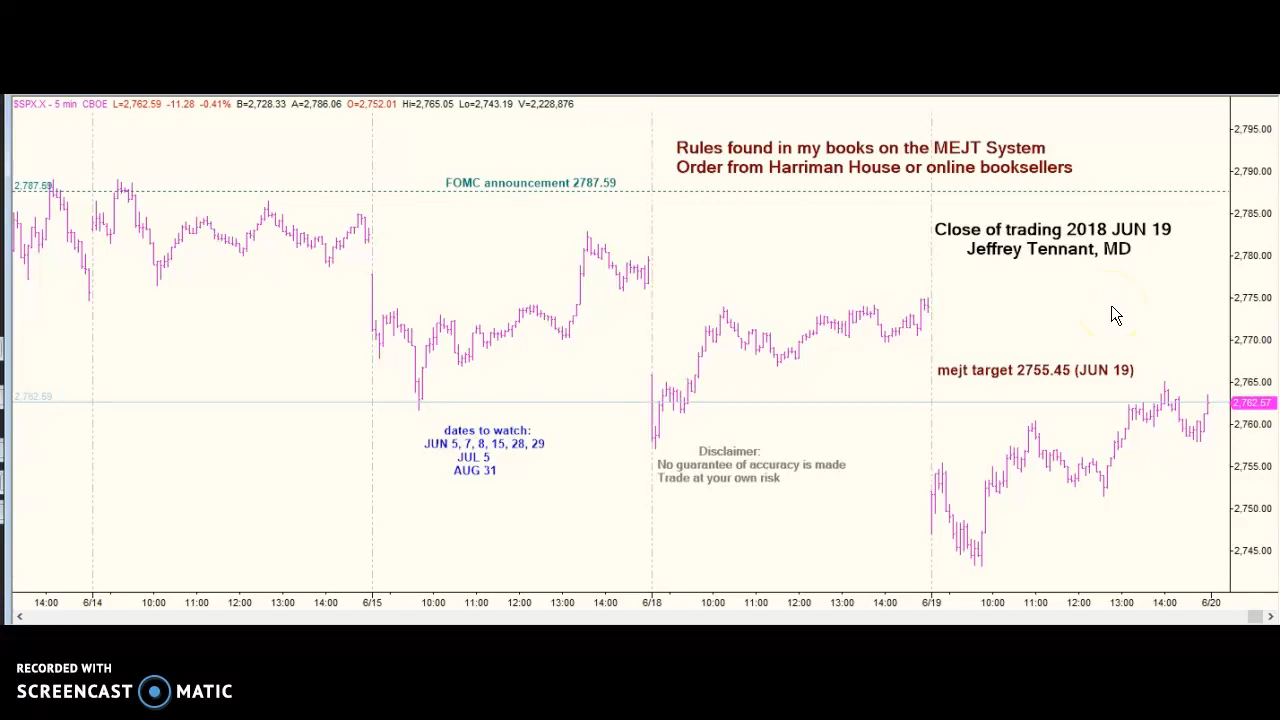 $SPX.X - 5 min CBOE L=2,762.59 -11.28 -0.41% B=2,728.33 A=2,786.06 O=2,752.01 Hi=2,765.05 Lo=2,743.19 V=2,228,876
Rules found in my books on the MEJT System
Order from Harriman House or online booksellers
2,787.59
FOMC announcement 2787.59
Close of trading 2018 JUN 19
Jeffrey Tennant, MD
mejt target 2755.45 (JUN 19)
2,762.59
dates to watch:
JUN 5, 7, 8, 15, 28, 29
JUL 5
AUG 31
Disclaimer:
No guarantee of accuracy is made
Trade at your own risk
2,795.00
2,790.00
2,785.00
2,780.00
2,775.00
2,770.00
2,765.00
2,762.57
2,760.00
2,755.00
2,750.00
2,745.00
14:00 6/14 10:00 11:00 12:00 13:00 14:00 6/15 10:00 11:00 12:00 13:00 14:00 6/18 10:00 11:00 12:00 13:00 14:00 6/19 10:00 11:00 12:00 13:00 14:00 6/20
RECORDED WITH
SCREENCAST MATIC